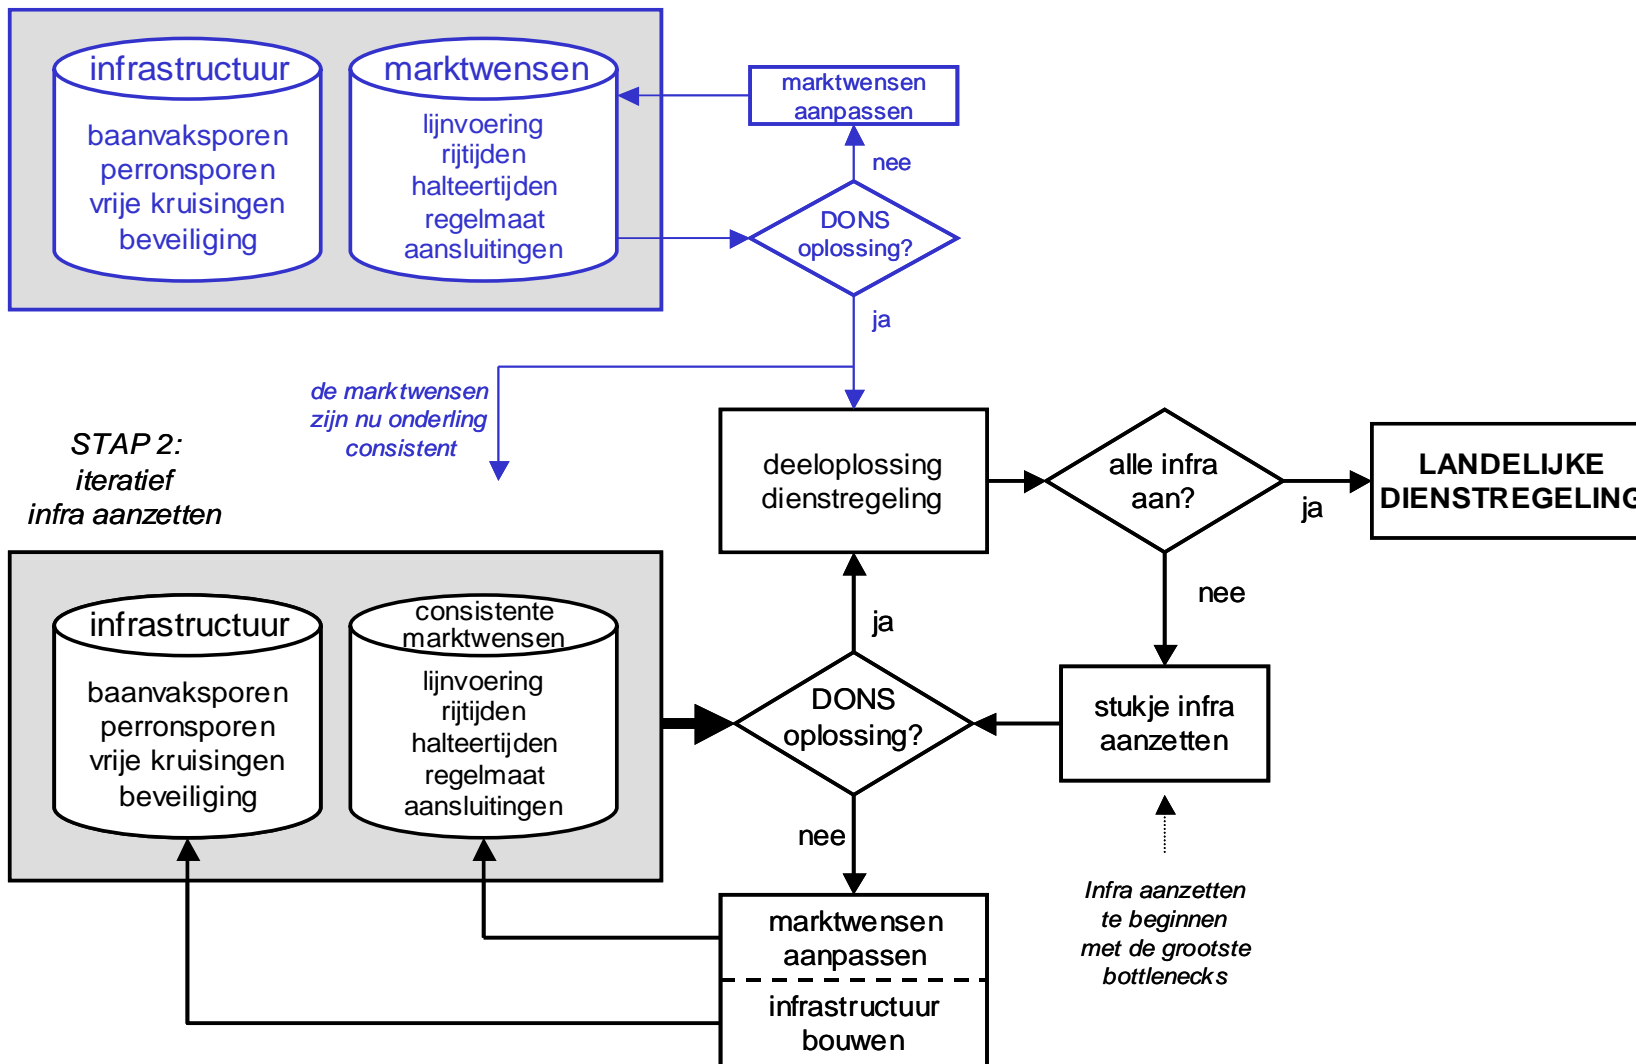 infrastructuur
baanvaksporen
perronsporen
vrije kruisingen
beveiliging
marktwensen
lijnvoering
rijtijden
halteertijden
regelmaat
aansluitingen
marktwensen
aanpassen
nee
DONS
oplossing?
ja
de marktwensen
zijn nu onderling
consistent
STAP 2:
iteratief
infra aanzetten
deeloplossing
dienstregeling
alle infra
aan?
ja
LANDELIJKE
DIENSTREGELING
nee
infrastructuur
baanvaksporen
perronsporen
vrije kruisingen
beveiliging
consistente
marktwensen
lijnvoering
rijtijden
halteertijden
regelmaat
aansluitingen
ja
DONS
oplossing?
stukje infra
aanzetten
nee
Infra aanzetten
te beginnen
met de grootste
bottlenecks
marktwensen
aanpassen
infrastructuur
bouwen